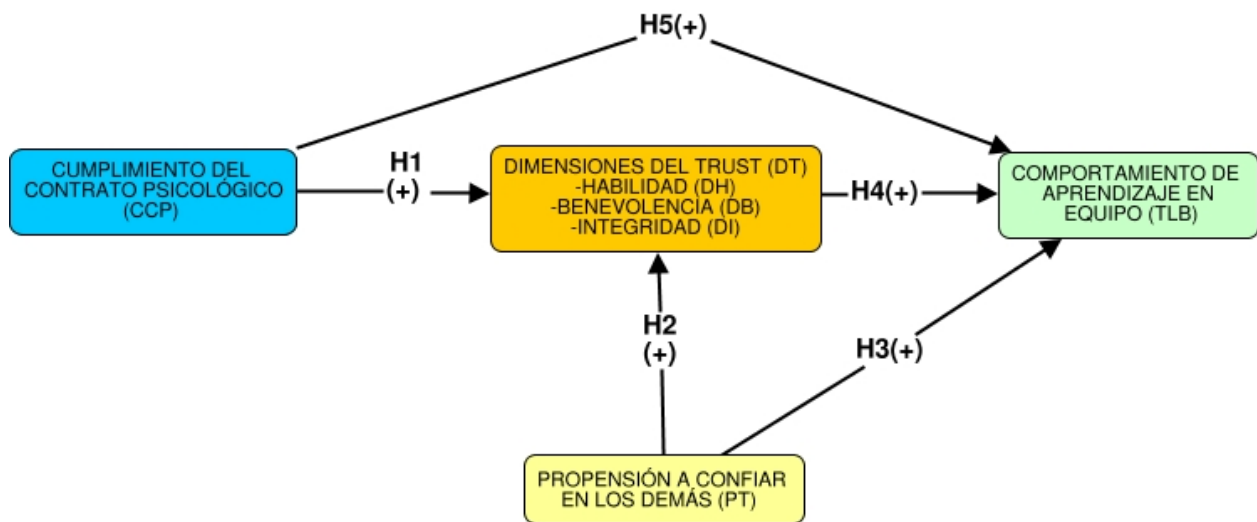 H5(+)
CUMPLIMIENTO DEL
CONTRATO PSICOLÓGICO
(CCP)
H1
(+)
DIMENSIONES DEL TRUST (DT)
-HABILIDAD (DH)
-BENEVOLENCIA (DB)
-INTEGRIDAD (DI)
H4(+)
COMPORTAMIENTO DE
APRENDIZAJE EN
EQUIPO (TLB)
H2
(+)
H3(+)
PROPENSIÓN A CONFIAR
EN LOS DEMÁS (PT)